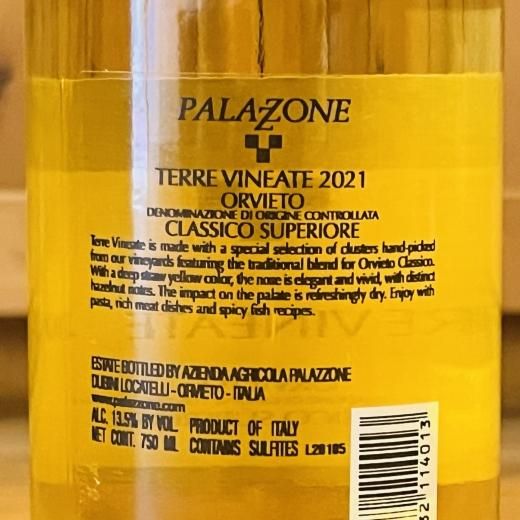 PALAZZONE
TERRE VINEATE 2021
ORVIETO
DENOMINAZIONE DI ORIGINE CONTROLLATA
CLASSICO SUPERIORE
Terre Vineate is made with a special selection of clusters hand-picked
from our vineyards featuring the traditional blend for Orvieto Classico.
With a deep straw yellow color, the nose is elegant and vivid, with distinct
hazelnut notes. The impact on the palate is refreshingly dry. Enjoy with
pasta, rich meat dishes and spicy fish recipes.
ESTATE BOTTLED BY AZIENDA AGRICOLA PALAZZONE
DUBINI LOCATELLI - ORVIETO - ITALIA
www.palazzone.com
ALC. 13.5% BY VOL. PRODUCT OF ITALY
NET CONT. 750 ML CONTAINS SULFITES L20185
32114013